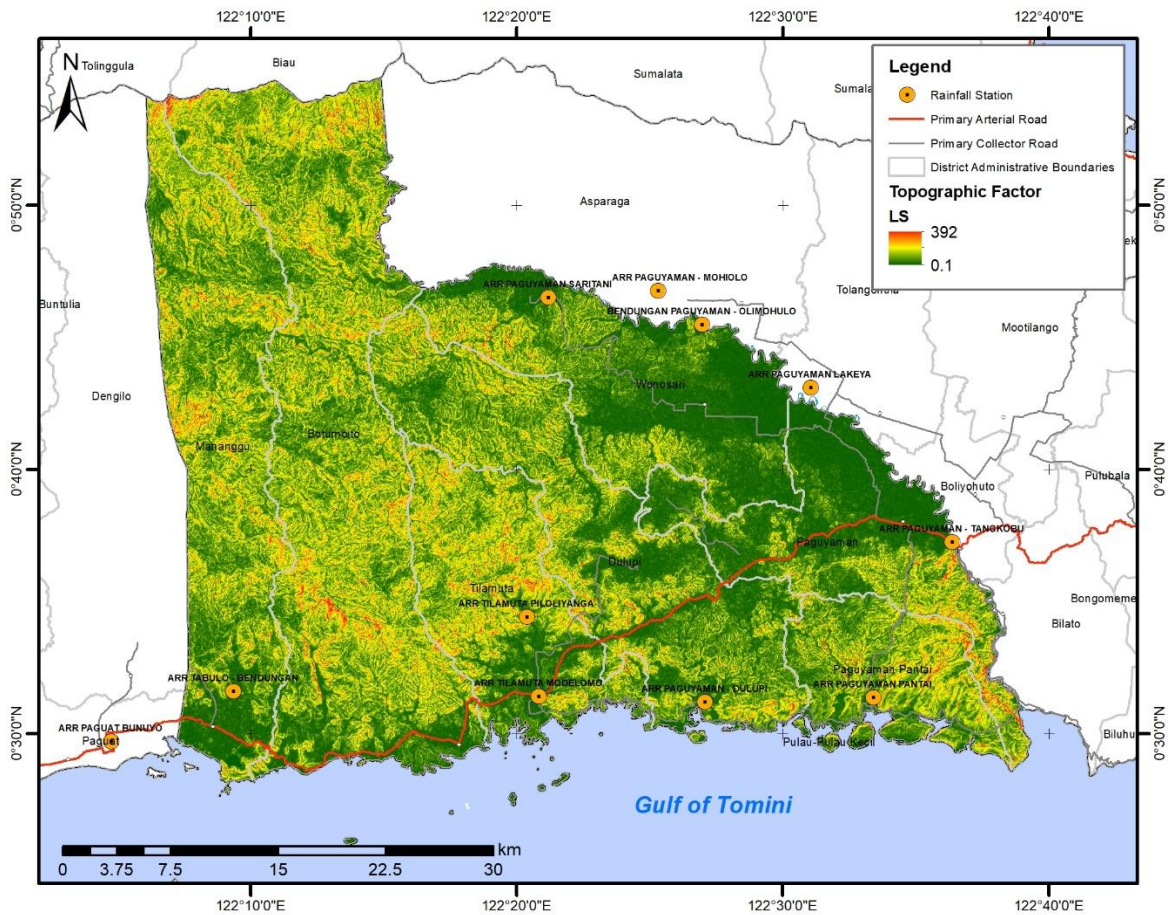 122°10'0"E
122°20'0"E
122°30'0"E
122°40'0"E
Tolinggula
Biau
Sumalata
Sumala
N
Legend
Rainfall Station
Primary Arterial Road
Primary Collector Road
District Administrative Boundaries
Topographic Factor
LS
392
0.1
0°50'0"N
0°50'0"N
Asparaga
ARR PAGUYAMAN - MOHIOLO
ARR PAGUYAMAN SARITANI
Tolangohula
Buntulia
BENDUNGAN PAGUYAMAN - OLIMOHULO
Mootilango
ARR PAGUYAMAN LAKEYA
Wonosari
Dengilo
Mananggu
Botumoito
0°40'0"N
0°40'0"N
Pulubala
Boliyohuto
ARR PAGUYAMAN - TANGKOBU
Paguyaman
Dulupi
Tilamuta
ARR TILAMUTA PILOLIYANGA
Bongomeme
Bilato
Paguyaman Pantai
ARR TABULO - BENDUNGAN
ARR TILAMUTA MODELOMO
ARR PAGUYAMAN - DULUPI
ARR PAGUYAMAN PANTAI
ARR PAGUAT BUNUYO
Paguat
0°30'0"N
0°30'0"N
Pulau-Pulau Kecil
Biluhu
Gulf of Tomini
km
0 3.75 7.5 15 22.5 30
122°10'0"E
122°20'0"E
122°30'0"E
122°40'0"E